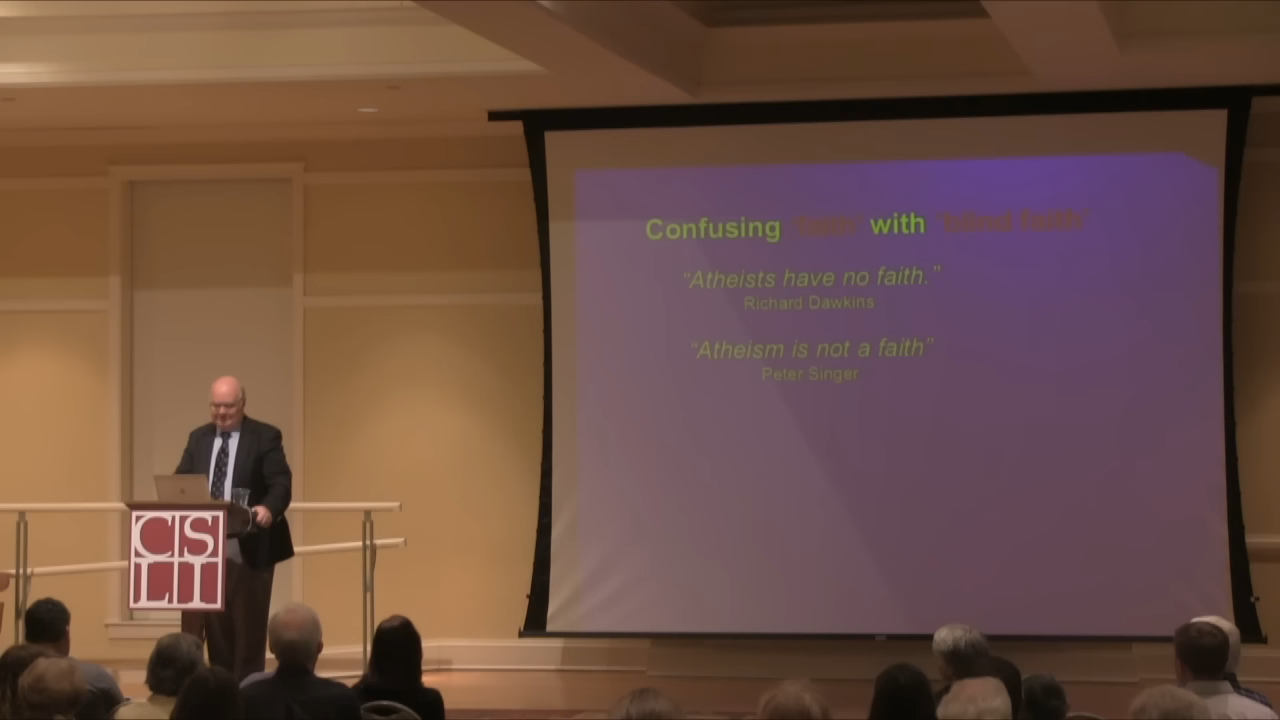 Confusing 'faith' with 'blind faith'
"Atheists have no faith."
Richard Dawkins
"Atheism is not a faith"
Peter Singer
CS
LI